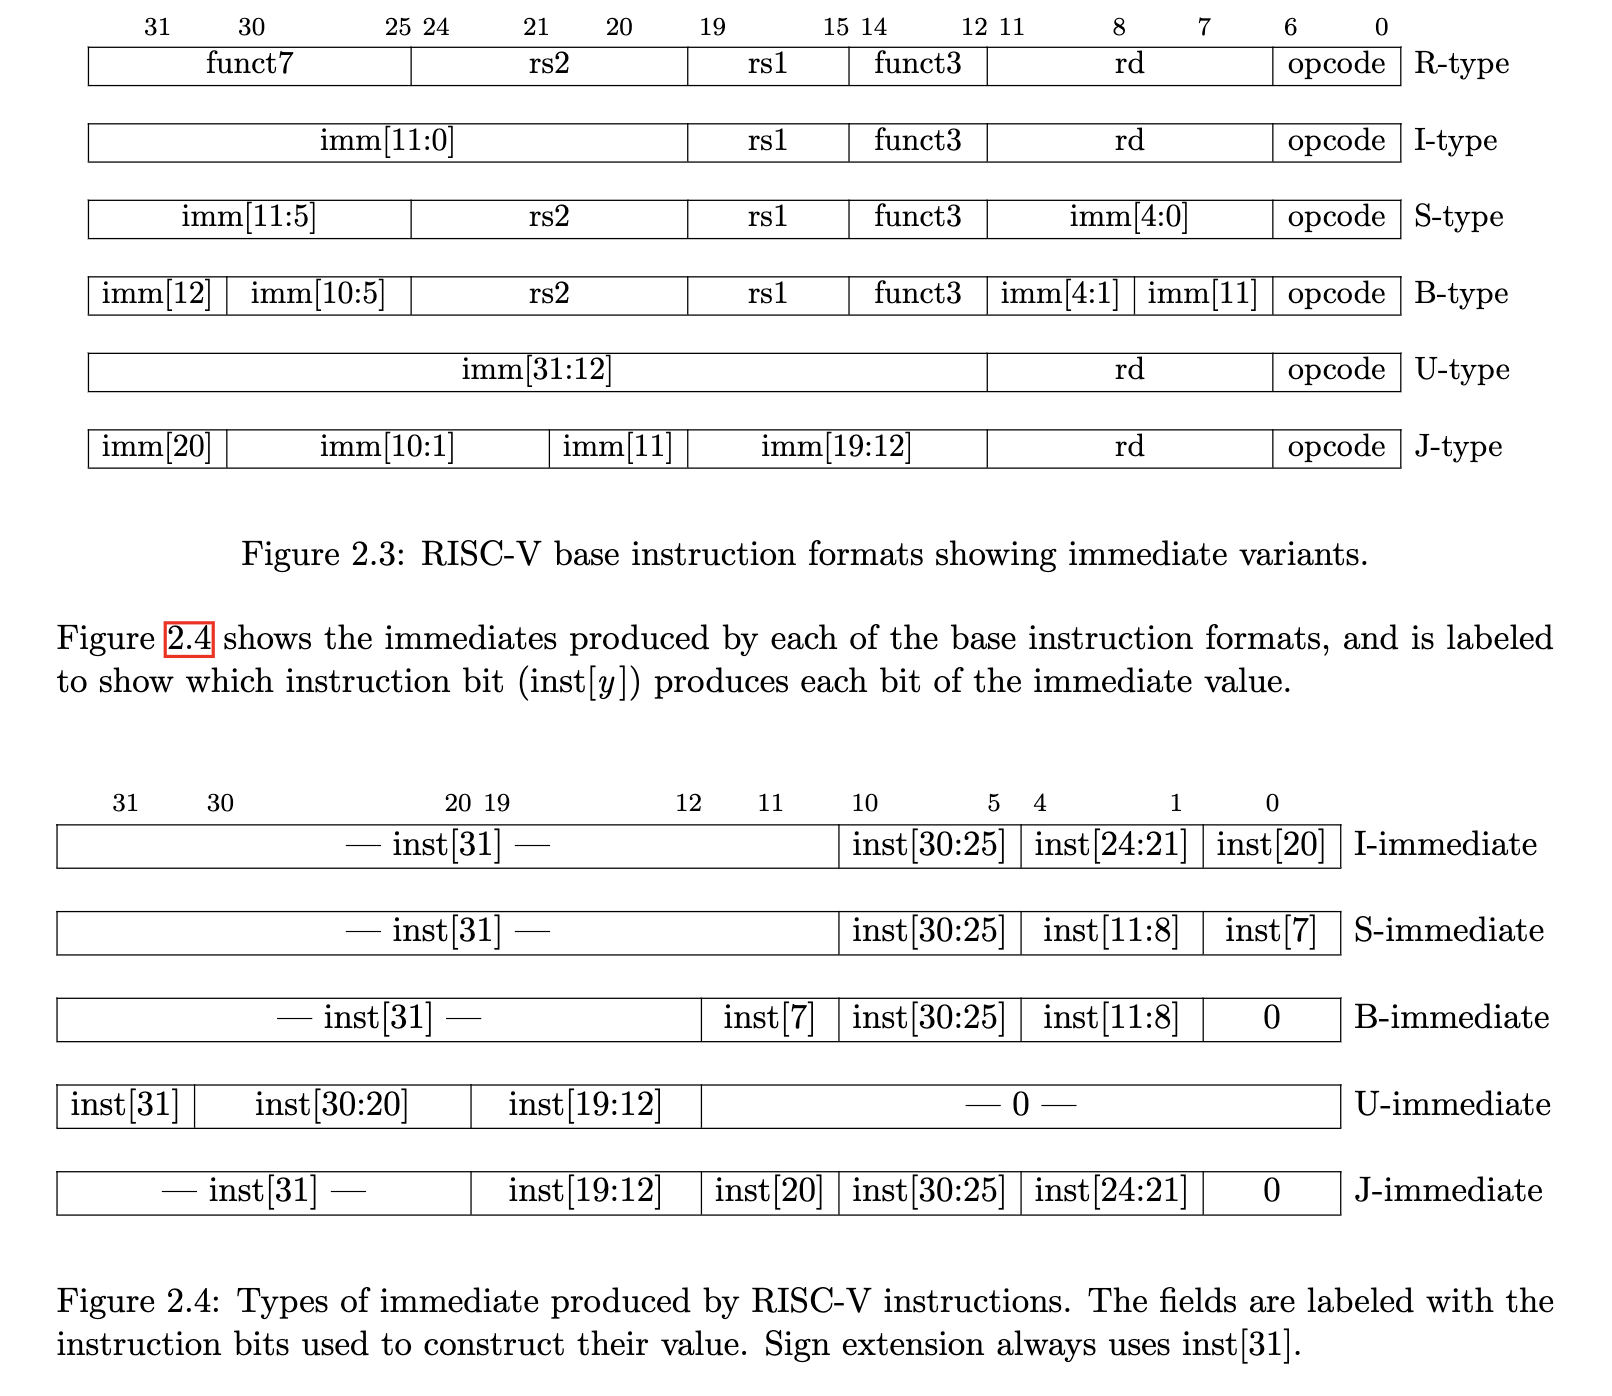 31 30 25 24 21 20 19 15 14 12 11 8 7 6 0
funct7 rs2 rs1 funct3 rd opcode R-type
imm[11:0] rs1 funct3 rd opcode I-type
imm[11:5] rs2 rs1 funct3 imm[4:0] opcode S-type
imm[12] imm[10:5] rs2 rs1 funct3 imm[4:1] imm[11] opcode B-type
imm[31:12] rd opcode U-type
imm[20] imm[10:1] imm[11] imm[19:12] rd opcode J-type
Figure 2.3: RISC-V base instruction formats showing immediate variants.
Figure 2.4 shows the immediates produced by each of the base instruction formats, and is labeled
to show which instruction bit (inst[y]) produces each bit of the immediate value.
31 30 20 19 12 11 10 5 4 1 0
— inst[31] — inst[30:25] inst[24:21] inst[20] I-immediate
— inst[31] — inst[30:25] inst[11:8] inst[7] S-immediate
— inst[31] — inst[7] inst[30:25] inst[11:8] 0 B-immediate
inst[31] inst[30:20] inst[19:12] — 0 — U-immediate
— inst[31] — inst[19:12] inst[20] inst[30:25] inst[24:21] 0 J-immediate
Figure 2.4: Types of immediate produced by RISC-V instructions. The fields are labeled with the
instruction bits used to construct their value. Sign extension always uses inst[31].